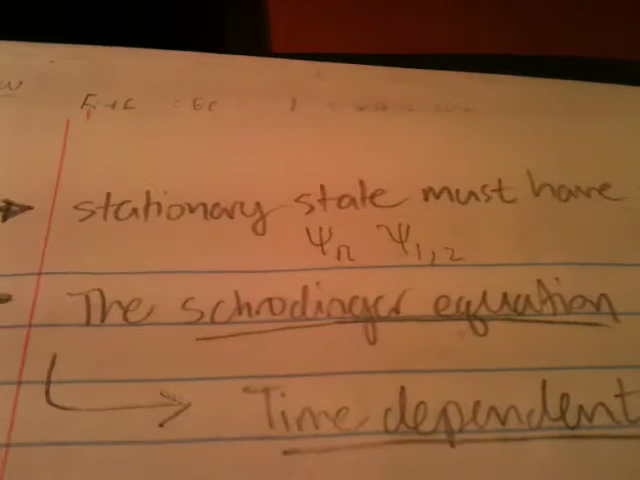 stationary state must have
Ψn Ψ1,2
The schrodinger equation
Time dependent